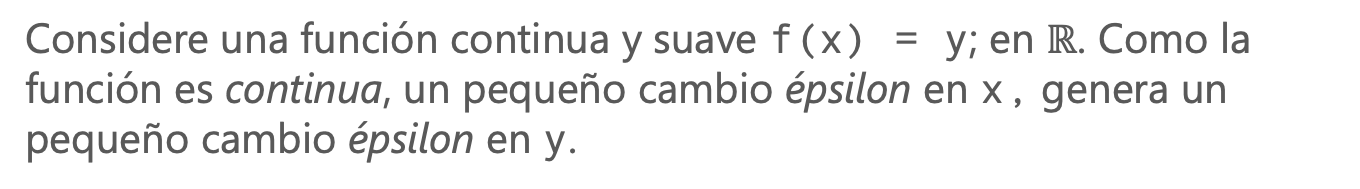 Considere una función continua y suave f(x) = y; en ℝ. Como la
función es continua, un pequeño cambio épsilon en x, genera un
pequeño cambio épsilon en y.